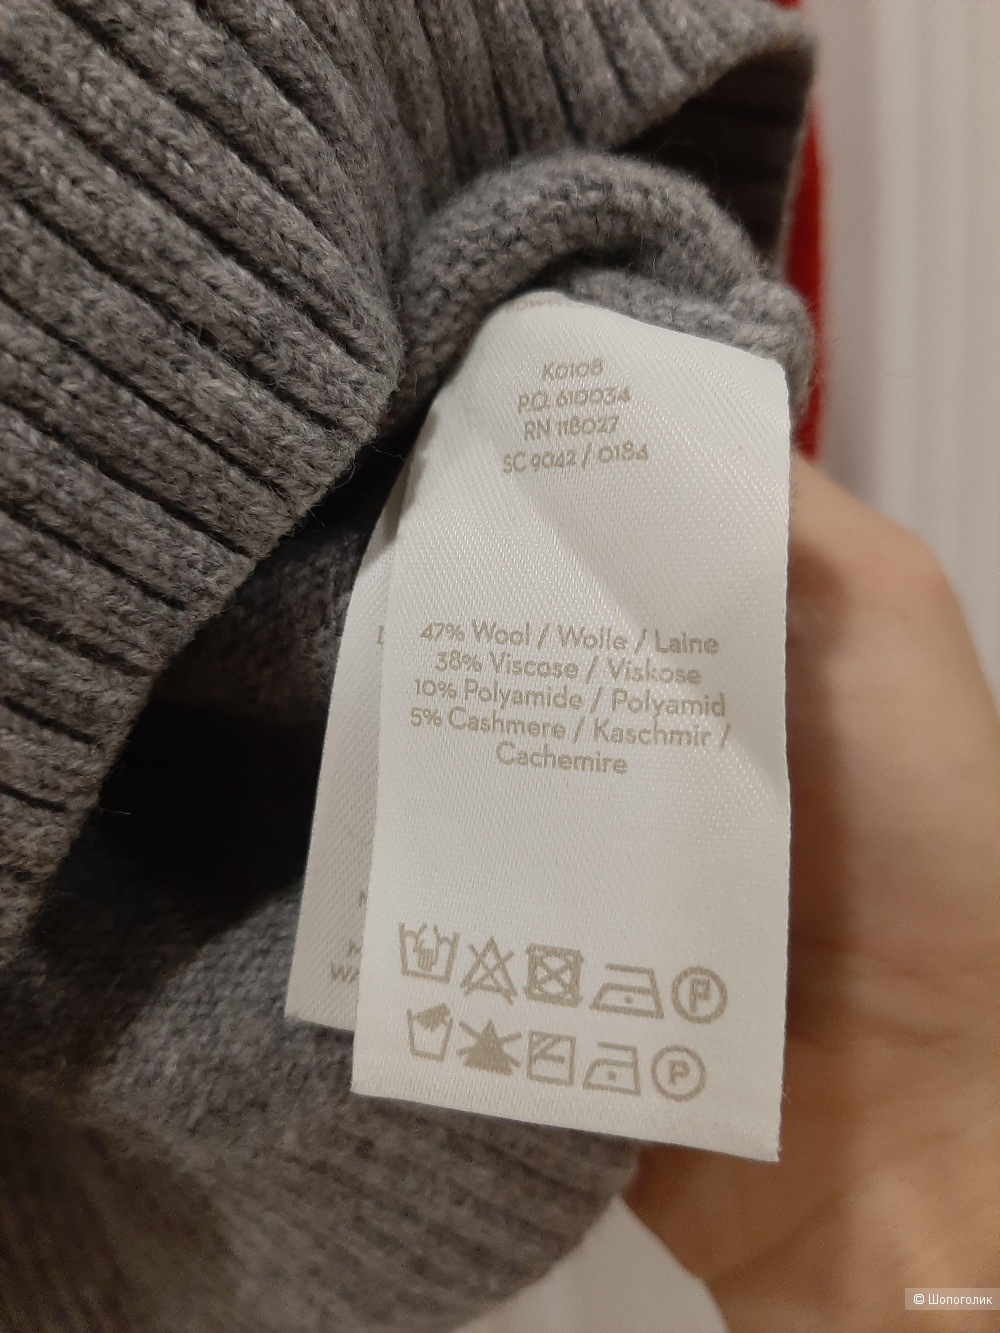 K0108
P.O. 610034
RN 118027
SC 9042 / 0184
47% Wool / Wolle / Laine
38% Viscose / Viskose
10% Polyamide / Polyamid
5% Cashmere / Kaschmir /
Cachemire
P
P
© Шопоголик